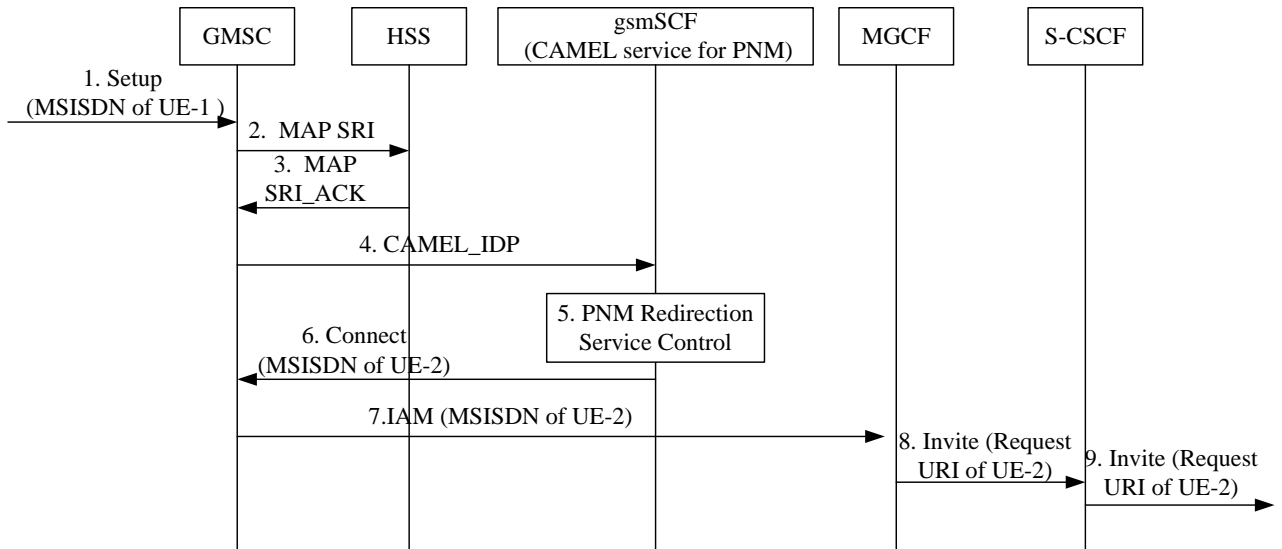 GMSC
HSS
gsmSCF
(CAMEL service for PNM)
MGCF
S-CSCF
1. Setup
(MSISDN of UE-1 )
2. MAP SRI
3. MAP
SRI_ACK
4. CAMEL_IDP
5. PNM Redirection
Service Control
6. Connect
(MSISDN of UE-2)
7.IAM (MSISDN of UE-2)
8. Invite (Request
URI of UE-2)
9. Invite (Request
URI of UE-2)